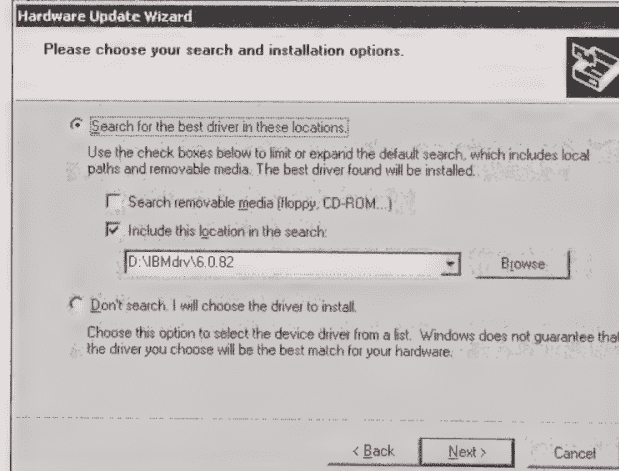 Hardware Update Wizard
Please choose your search and installation options.
Search for the best driver in these locations.
Use the check boxes below to limit or expand the default search, which includes local
paths and removable media. The best driver found will be installed.
Search removable media (floppy, CD-ROM...)
Include this location in the search:
D:\IBMdrv\6.0.82
Browse
Don't search. I will choose the driver to install.
Choose this option to select the device driver from a list. Windows does not guarantee that
the driver you choose will be the best match for your hardware.
< Back
Next >
Cancel